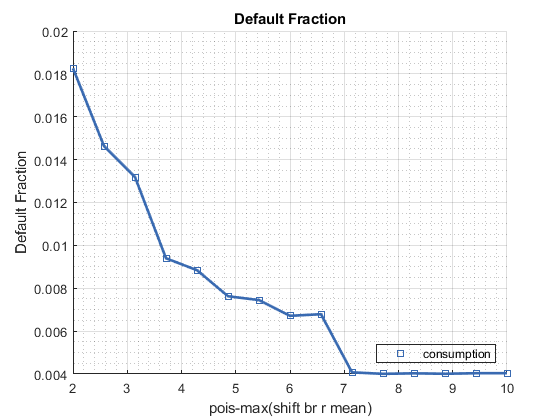 Default Fraction
0.02
0.018
0.016
0.014
0.012
0.01
0.008
0.006
0.004
Default Fraction
consumption
2 3 4 5 6 7 8 9 10
pois-max(shift br r mean)